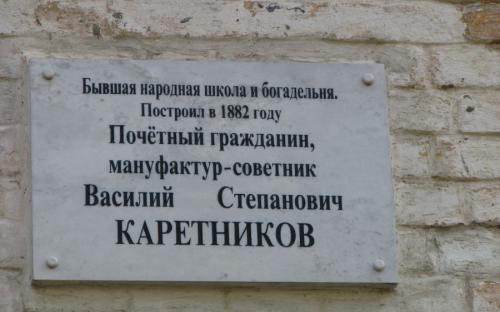 Бывшая народная школа и богадельня.
Построил в 1882 году
Почётный гражданин,
мануфактур-советник
Василий Степанович
КАРЕТНИКОВ